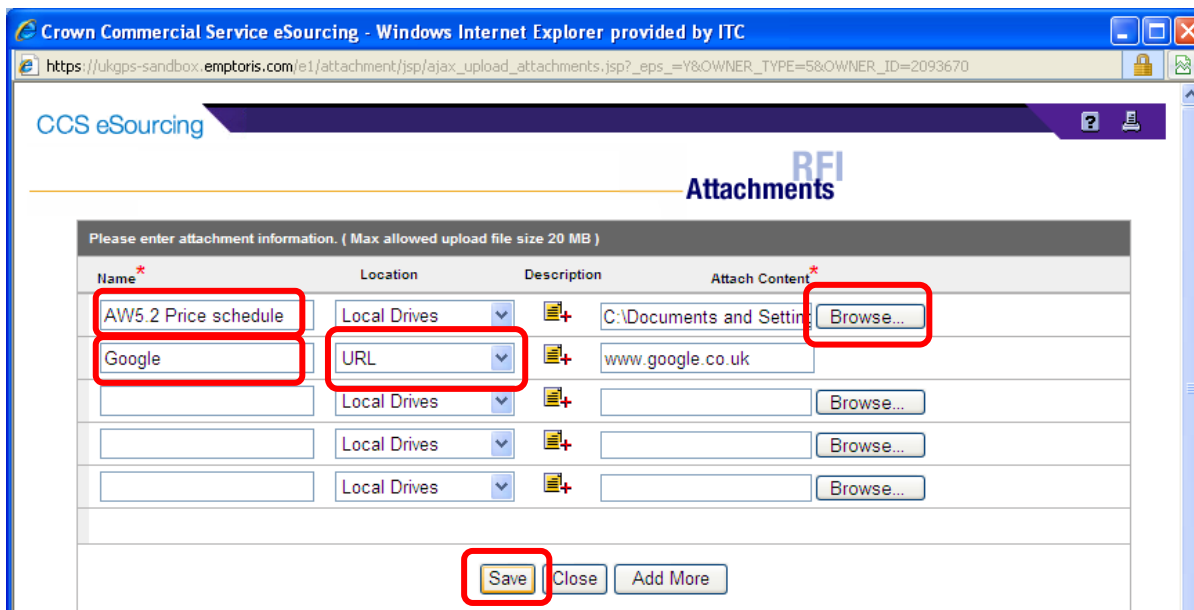 Crown Commercial Service eSourcing - Windows Internet Explorer provided by ITC
https://ukgps-sandbox.emptoris.com/e1/attachment/jsp/ajax_upload_attachments.jsp?_eps_=Y&OWNER_TYPE=5&OWNER_ID=2093670
CCS eSourcing ?
RFI
Attachments
Please enter attachment information. ( Max allowed upload file size 20 MB )
Name* Location Description Attach Content*
AW5.2 Price schedule Local Drives C:\Documents and Setting Browse...
Google URL www.google.co.uk
Local Drives Browse...
Local Drives Browse...
Local Drives Browse...
Save Close Add More